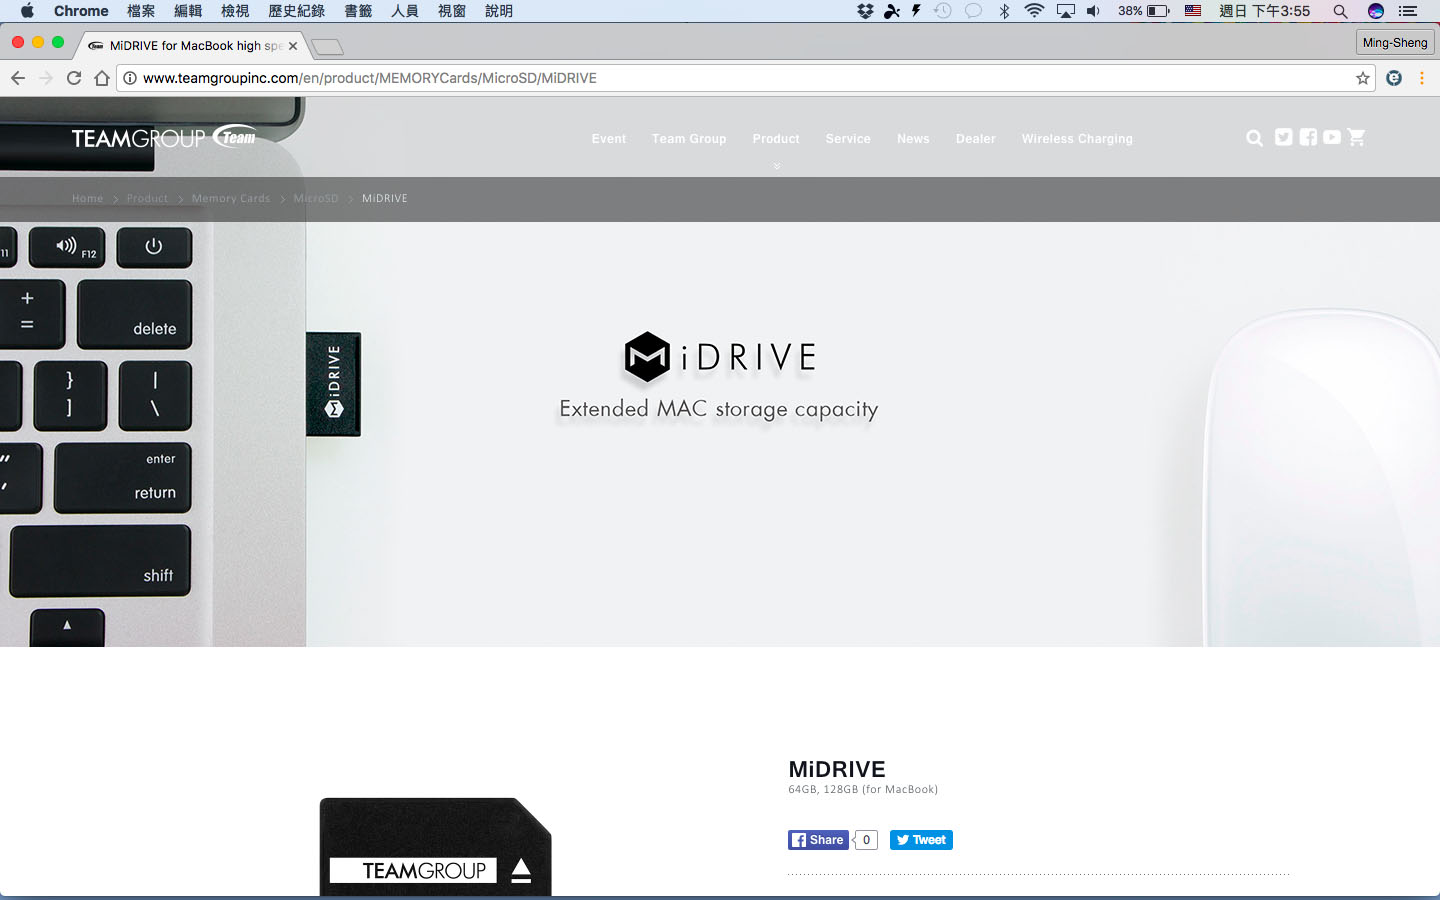 Chrome 檔案 編輯 檢視 歷史紀錄 書籤 人員 視窗 說明 38% 週日 下午3:55
MiDRIVE for MacBook high spe
Ming-Sheng
www.teamgroupinc.com/en/product/MEMORYCards/MicroSD/MiDRIVE
TEAMGROUP Team
Event Team Group Product Service News Dealer Wireless Charging
Home > Product > Memory Cards > MicroSD > MiDRIVE
11 F12
+
=
delete
}
]
|
\
enter
return
shift
MiDRIVE
MiDRIVE
Extended MAC storage capacity
MiDRIVE
64GB, 128GB (for MacBook)
Share 0 Tweet
TEAMGROUP